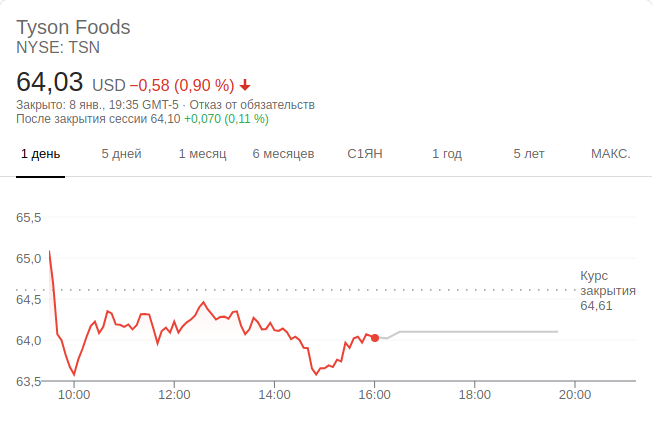 Tyson Foods
NYSE: TSN
64,03 USD −0,58 (0,90 %)
Закрыто: 8 янв., 19:35 GMT-5 · Отказ от обязательств
После закрытия сессии 64,10 +0,070 (0,11 %)
1 день 5 дней 1 месяц 6 месяцев С1ЯН 1 год 5 лет МАКС.
65,5
65,0
Курс
закрытия
64,61
64,5
64,0
63,5
10:00 12:00 14:00 16:00 18:00 20:00